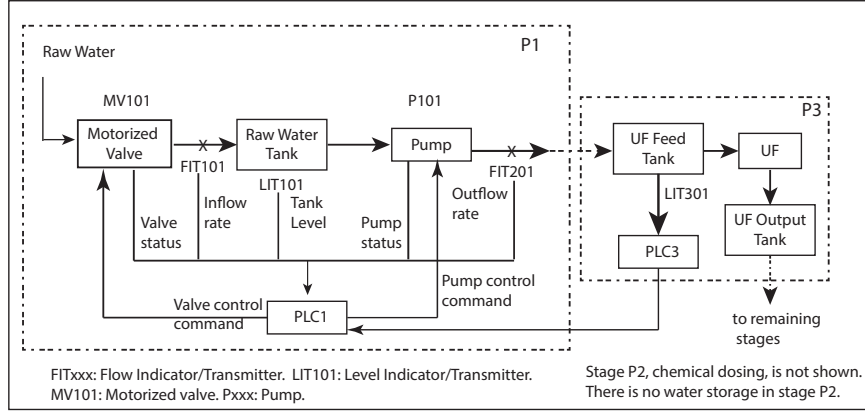 P1
Raw Water
MV101
Motorized
Valve
FIT101
Raw Water
Tank
LIT101
P101
Pump
FIT201
Valve
status
Inflow
rate
Tank
Level
Pump
status
Outflow
rate
Valve control
command
PLC1
Pump control
command
P3
UF Feed
Tank
UF
LIT301
PLC3
UF Output
Tank
to remaining
stages
FITxxx: Flow Indicator/Transmitter. LIT101: Level Indicator/Transmitter.
MV101: Motorized valve. Pxxx: Pump.
Stage P2, chemical dosing, is not shown.
There is no water storage in stage P2.